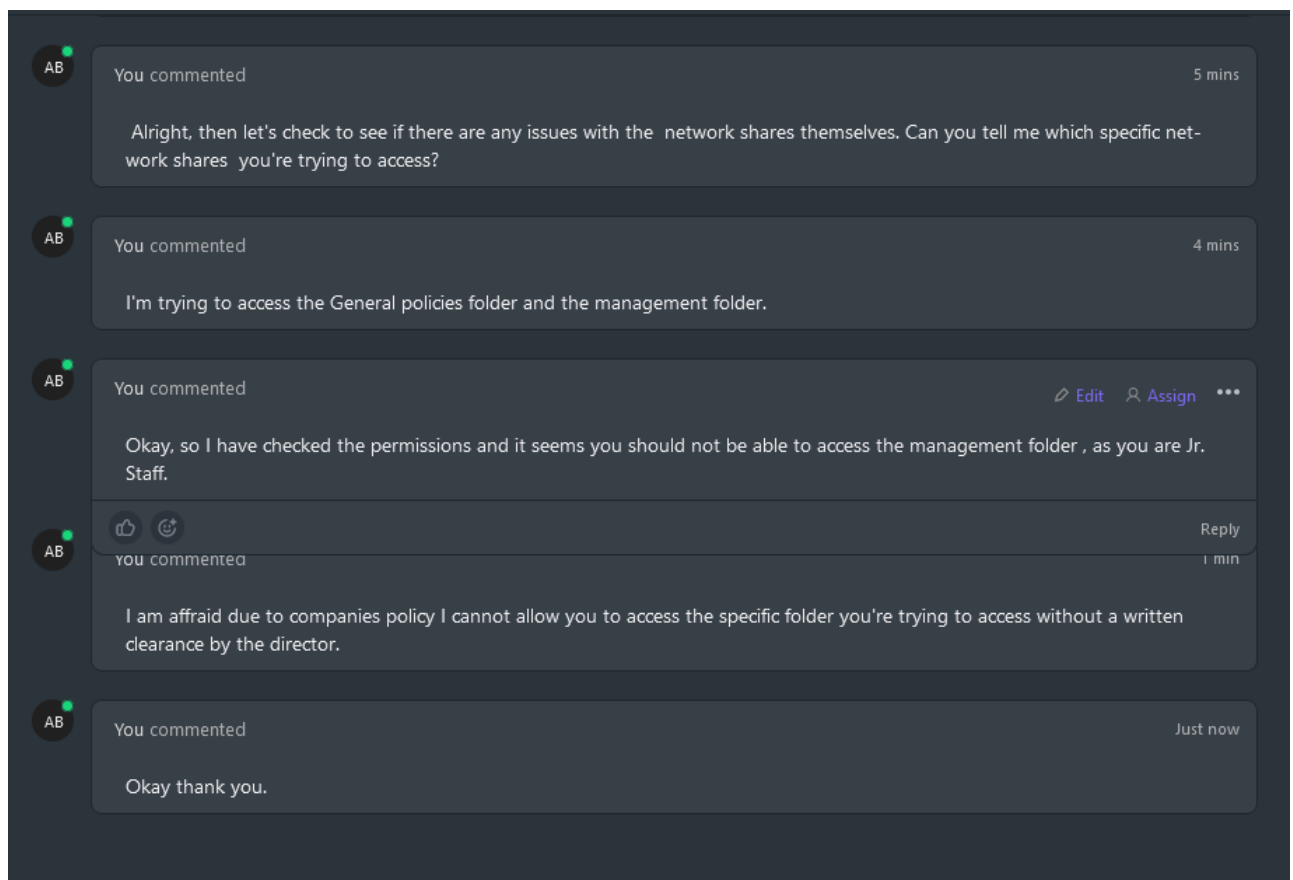 AB
You commented
5 mins
Alright, then let's check to see if there are any issues with the  network shares themselves. Can you tell me which specific net-
work shares  you're trying to access?
AB
You commented
4 mins
I'm trying to access the General policies folder and the management folder.
AB
You commented
Edit
Assign
Okay, so I have checked the permissions and it seems you should not be able to access the management folder , as you are Jr.
Staff.
Reply
AB
You commented
1 min
I am affraid due to companies policy I cannot allow you to access the specific folder you're trying to access without a written
clearance by the director.
AB
You commented
Just now
Okay thank you.